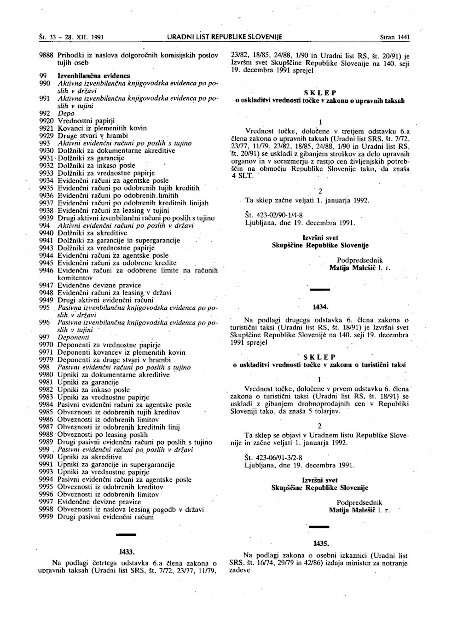 Št. 33 – 28. XII. 1991
URADNI LIST REPUBLIKE SLOVENIJE
Stran 1441
9888 Prihodki iz naslova dolgoročnih komisijskih poslov
tujih oseb
99 Izvenbilančna evidenca
990 Aktivna izvenbilančna knjigovodska evidenca po po-
slih v državi
991 Aktivna izvenbilančna knjigovodska evidenca po po-
slih v tujini
992 Depo
9920 Vrednostni papirji
9921 Kovanci iz plemenitih kovin
9929 Druge stvari v hrambi
993 Aktivni evidenčni računi po poslih s tujino
9930 Dolžniki za dokumentarne akreditive
9931 Dolžniki za garancije
9932 Dolžniki za inkaso posle
9933 Dolžniki za vrednostne papirje
9934 Evidenčni računi za agentske posle
9935 Evidenčni računi po odobrenih tujih kreditih
9936 Evidenčni računi po odobrenih limitih
9937 Evidenčni računi po odobrenih kreditnih linijah
9938 Evidenčni računi za leasing v tujini
9939 Drugi aktivni evidenčni računi po poslih s tujino
994 Aktivni evidenčni računi po poslih v državi
9940 Dolžniki za akreditive
9941 Dolžniki za garancije in supergarancije
9943 Dolžniki za vrednostne papirje
9944 Evidenčni računi za agentske posle
9945 Evidenčni računi za odobrene kredite
9946 Evidenčni računi za odobrene limite na računih
komitentov
9947 Evidenčne devizne pravice
9948 Evidenčni računi za leasing v državi
9949 Drugi aktivni evidenčni računi
995 Pasivna izvenbilančna knjigovodska evidenca po po-
slih v državi
996 Pasivna izvenbilančna knjigovodska evidenca po po-
slih v tujini
997 Deponenti
9970 Deponenti za vrednostne papirje
9971 Deponenti kovancev iz plemenitih kovin
9979 Deponenti za druge stvari v hrambi
998 Pasivni evidenčni računi po poslih s tujino
9980 Upniki za dokumentarne akreditive
9981 Upniki za garancije
9982 Upniki za inkaso posle
9983 Upniki za vrednostne papirje
9984 Pasivni evidenčni računi za agentske posle
9985 Obveznosti iz odobrenih tujih kreditov
9986 Obveznosti iz odobrenih limitov
9987 Obveznosti iz odobrenih kreditnih linij
9988 Obveznosti po leasing poslih
9989 Drugi pasivni evidenčni računi po poslih s tujino
999 Pasivni evidenčni računi po poslih v državi
9990 Upniki za akreditive
9991 Upniki za garancije in supergarancije
9993 Upniki za vrednostne papirje
9994 Pasivni evidenčni računi za agentske posle
9995 Obveznosti iz odobrenih kreditov
9996 Obveznosti iz odobrenih limitov
9997 Evidenčne devizne pravice
9998 Obveznosti iz naslova leasing pogodb v državi
9999 Drugi pasivni evidenčni računi
1433.
Na podlagi četrtega odstavka 6.a člena zakona o
upravnih taksah (Uradni list SRS, št. 7/72, 23/77, 11/79,
23/82, 18/85, 24/88, 1/90 in Uradni list RS, št. 20/91) je
Izvršni svet Skupščine Republike Slovenije na 140. seji
19. decembra 1991 sprejel
SKLEP
o uskladitvi vrednosti točke v zakonu o upravnih taksah
1
Vrednost točke, določene v tretjem odstavku 6.a
člena zakona o upravnih taksah (Uradni list SRS, št. 7/72,
23/77, 11/79, 23/82, 18/85, 24/88, 1/90 in Uradni list RS,
št. 20/91) se uskladi z gibanjem stroškov za delo upravnih
organov in v sorazmerju z rastjo cen življenjskih potreb-
ščin na območju Republike Slovenije tako, da znaša
4 SLT.
2
Ta sklep začne veljati 1. januarja 1992.
Št. 423-02/90-1/4-8
Ljubljana, dne 19. decembra 1991.
Izvršni svet
Skupščine Republike Slovenije
Podpredsednik
Matija Malešič l. r.
1434.
Na podlagi drugega odstavka 6. člena zakona o
turistični taksi (Uradni list RS, št. 18/91) je Izvršni svet
Skupščine Republike Slovenije na 140. seji 19. decembra
1991 sprejel
SKLEP
o uskladitvi vrednosti točke v zakonu o turistični taksi
1
Vrednost točke, določene v prvem odstavku 6. člena
zakona o turistični taksi (Uradni list RS, št. 18/91) se
uskladi z gibanjem drobnoprodajnih cen v Republiki
Sloveniji tako, da znaša 5 tolarjev.
2
Ta sklep se objavi v Uradnem listu Republike Slove-
nije in začne veljati 1. januarja 1992.
Št. 423-06/91-3/2-8
Ljubljana, dne 19. decembra 1991.
Izvršni svet
Skupščine Republike Slovenije
Podpredsednik
Matija Malešič l. r.
1435.
Na podlagi zakona o osebni izkaznici (Uradni list
SRS, št. 16/74, 29/79 in 42/86) izdaja minister za notranje
zadeve